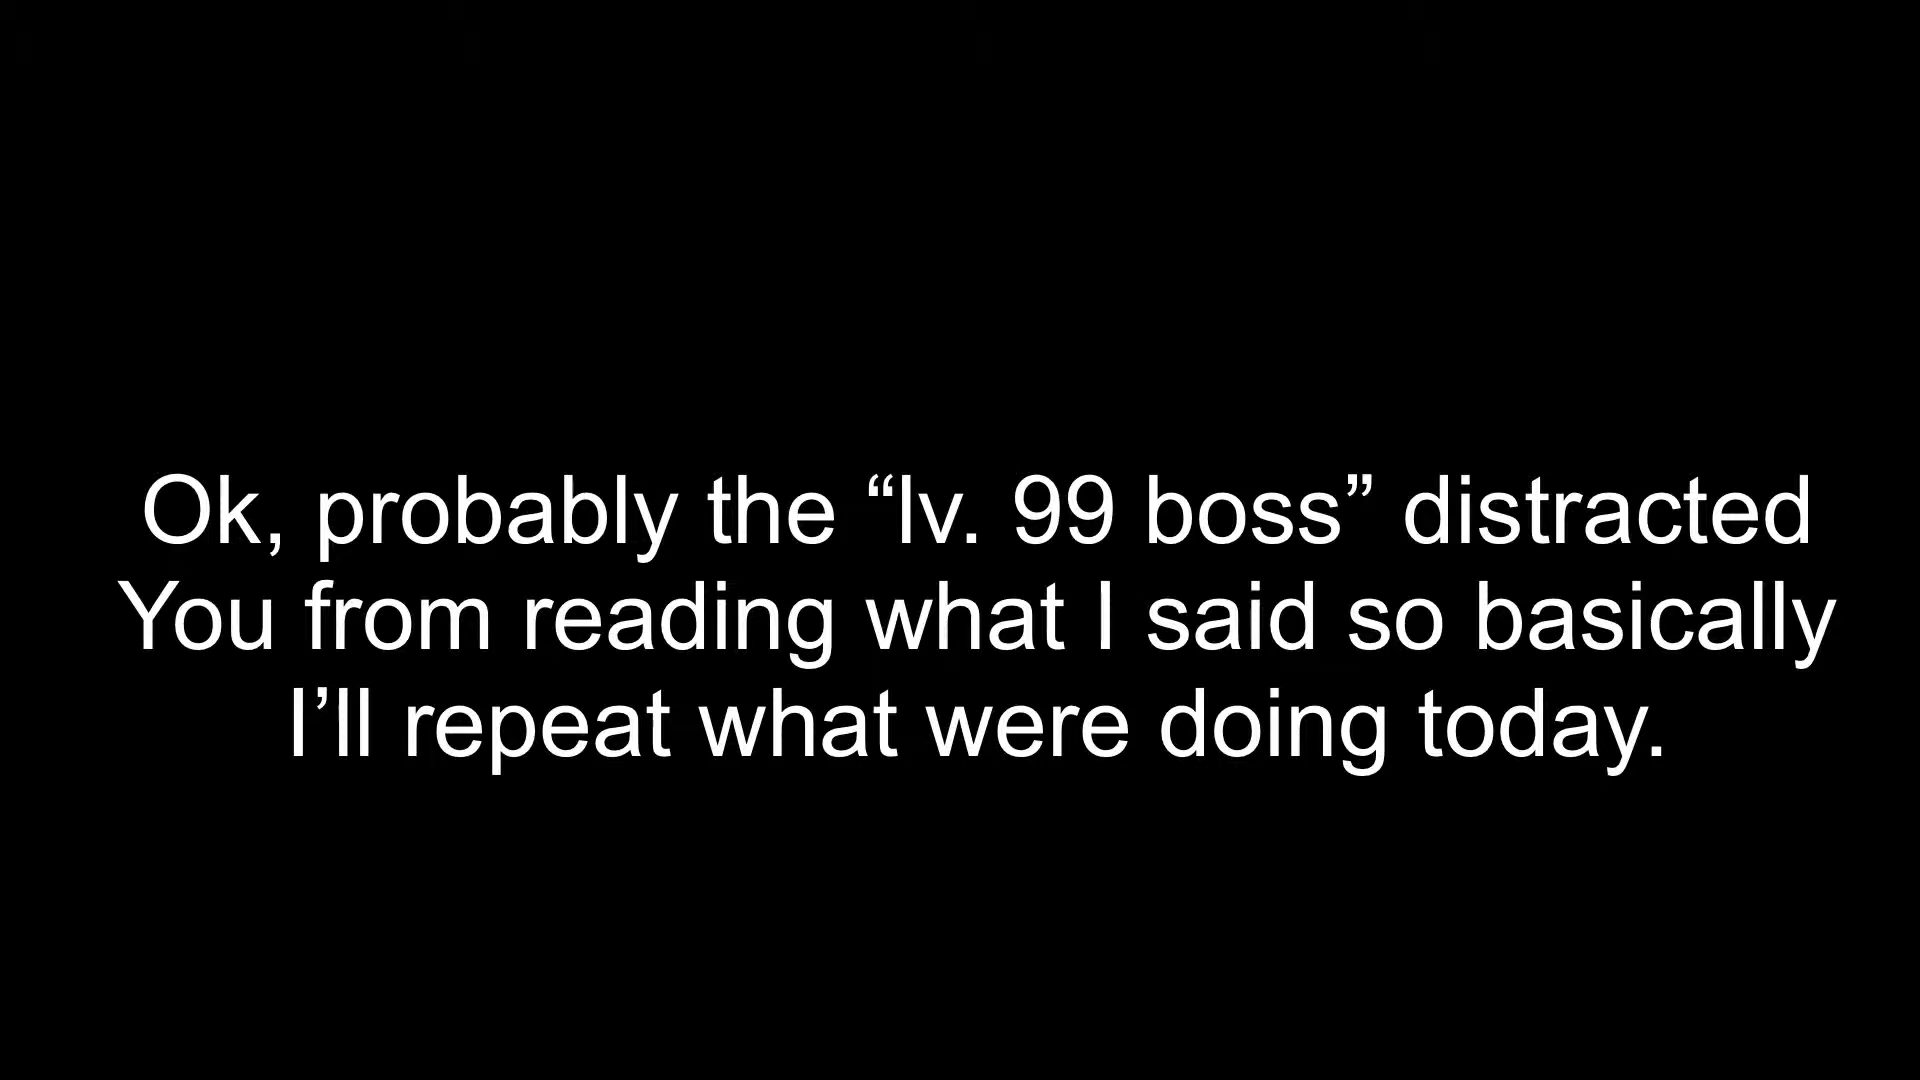 Ok, probably the “lv. 99 boss” distracted
You from reading what I said so basically
I’ll repeat what were doing today.